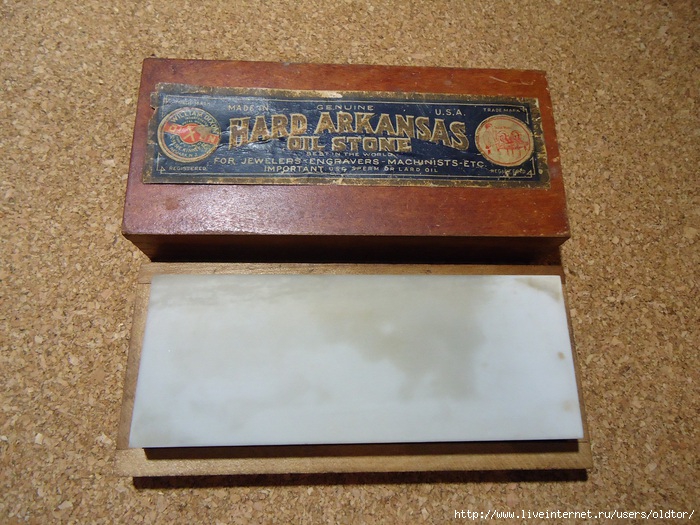 MADE IN GENUINE U.S.A. TRADE MARK
HARD ARKANSAS
OIL STONE
BEST IN THE WORLD
FOR JEWELERS-ENGRAVERS-MACHINISTS-ETC.
REGISTERED IMPORTANT USE SPERM OR LARD OIL
http://www.liveinternet.ru/users/oldtor/